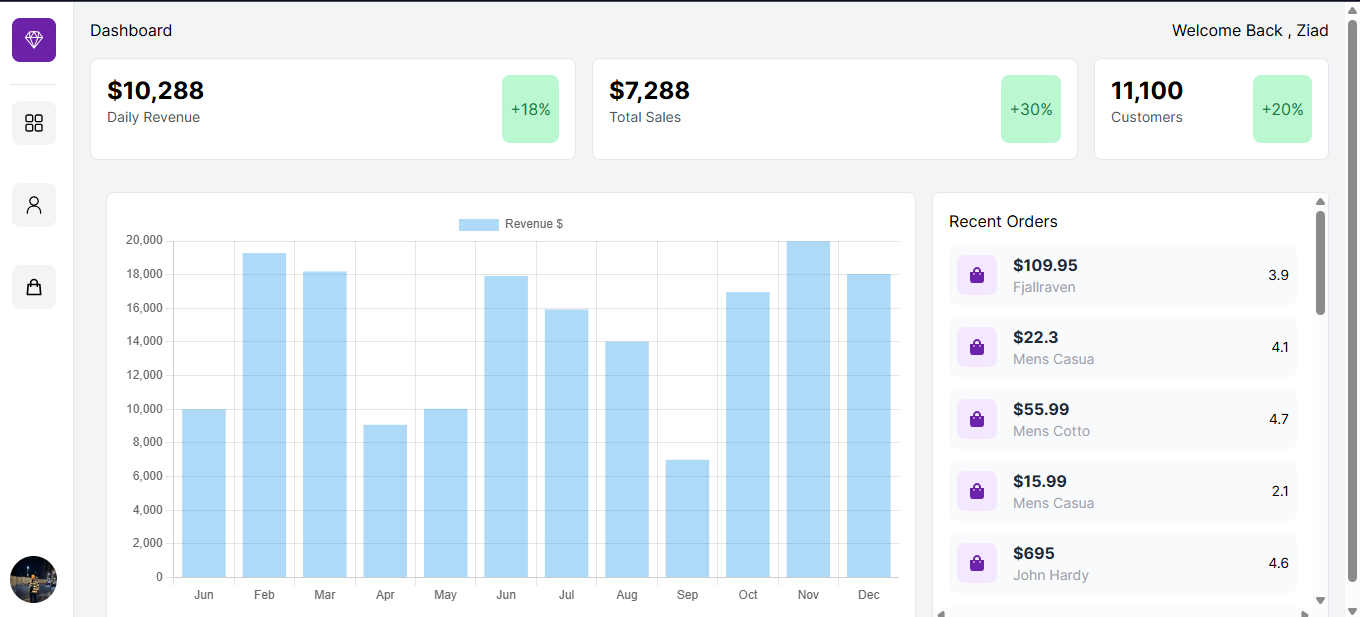 Dashboard
Welcome Back , Ziad
$10,288
Daily Revenue
+18%
$7,288
Total Sales
+30%
11,100
Customers
+20%
Revenue $
20,000
18,000
16,000
14,000
12,000
10,000
8,000
6,000
4,000
2,000
0
Jun Feb Mar Apr May Jun Jul Aug Sep Oct Nov Dec
Recent Orders
$109.95
Fjallraven
3.9
$22.3
Mens Casua
4.1
$55.99
Mens Cotto
4.7
$15.99
Mens Casua
2.1
$695
John Hardy
4.6